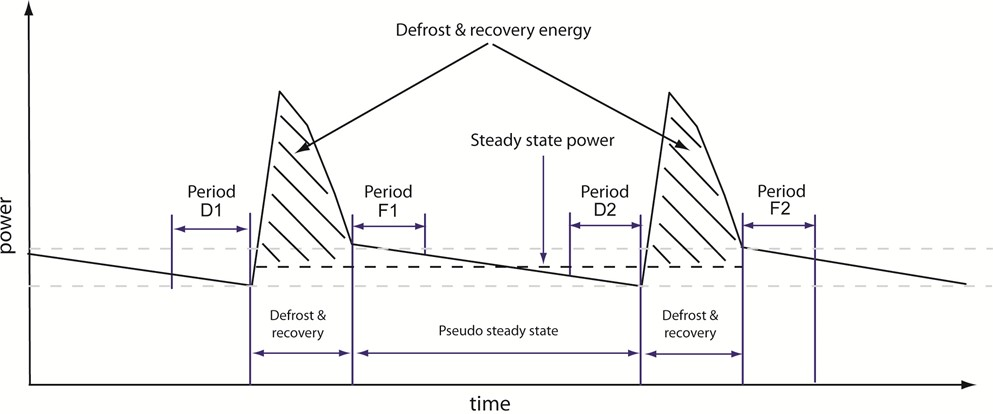 Defrost & recovery energy
Steady state power
Period
D1
Period
F1
Period
D2
Period
F2
power
Defrost &
recovery
Pseudo steady state
Defrost &
recovery
time